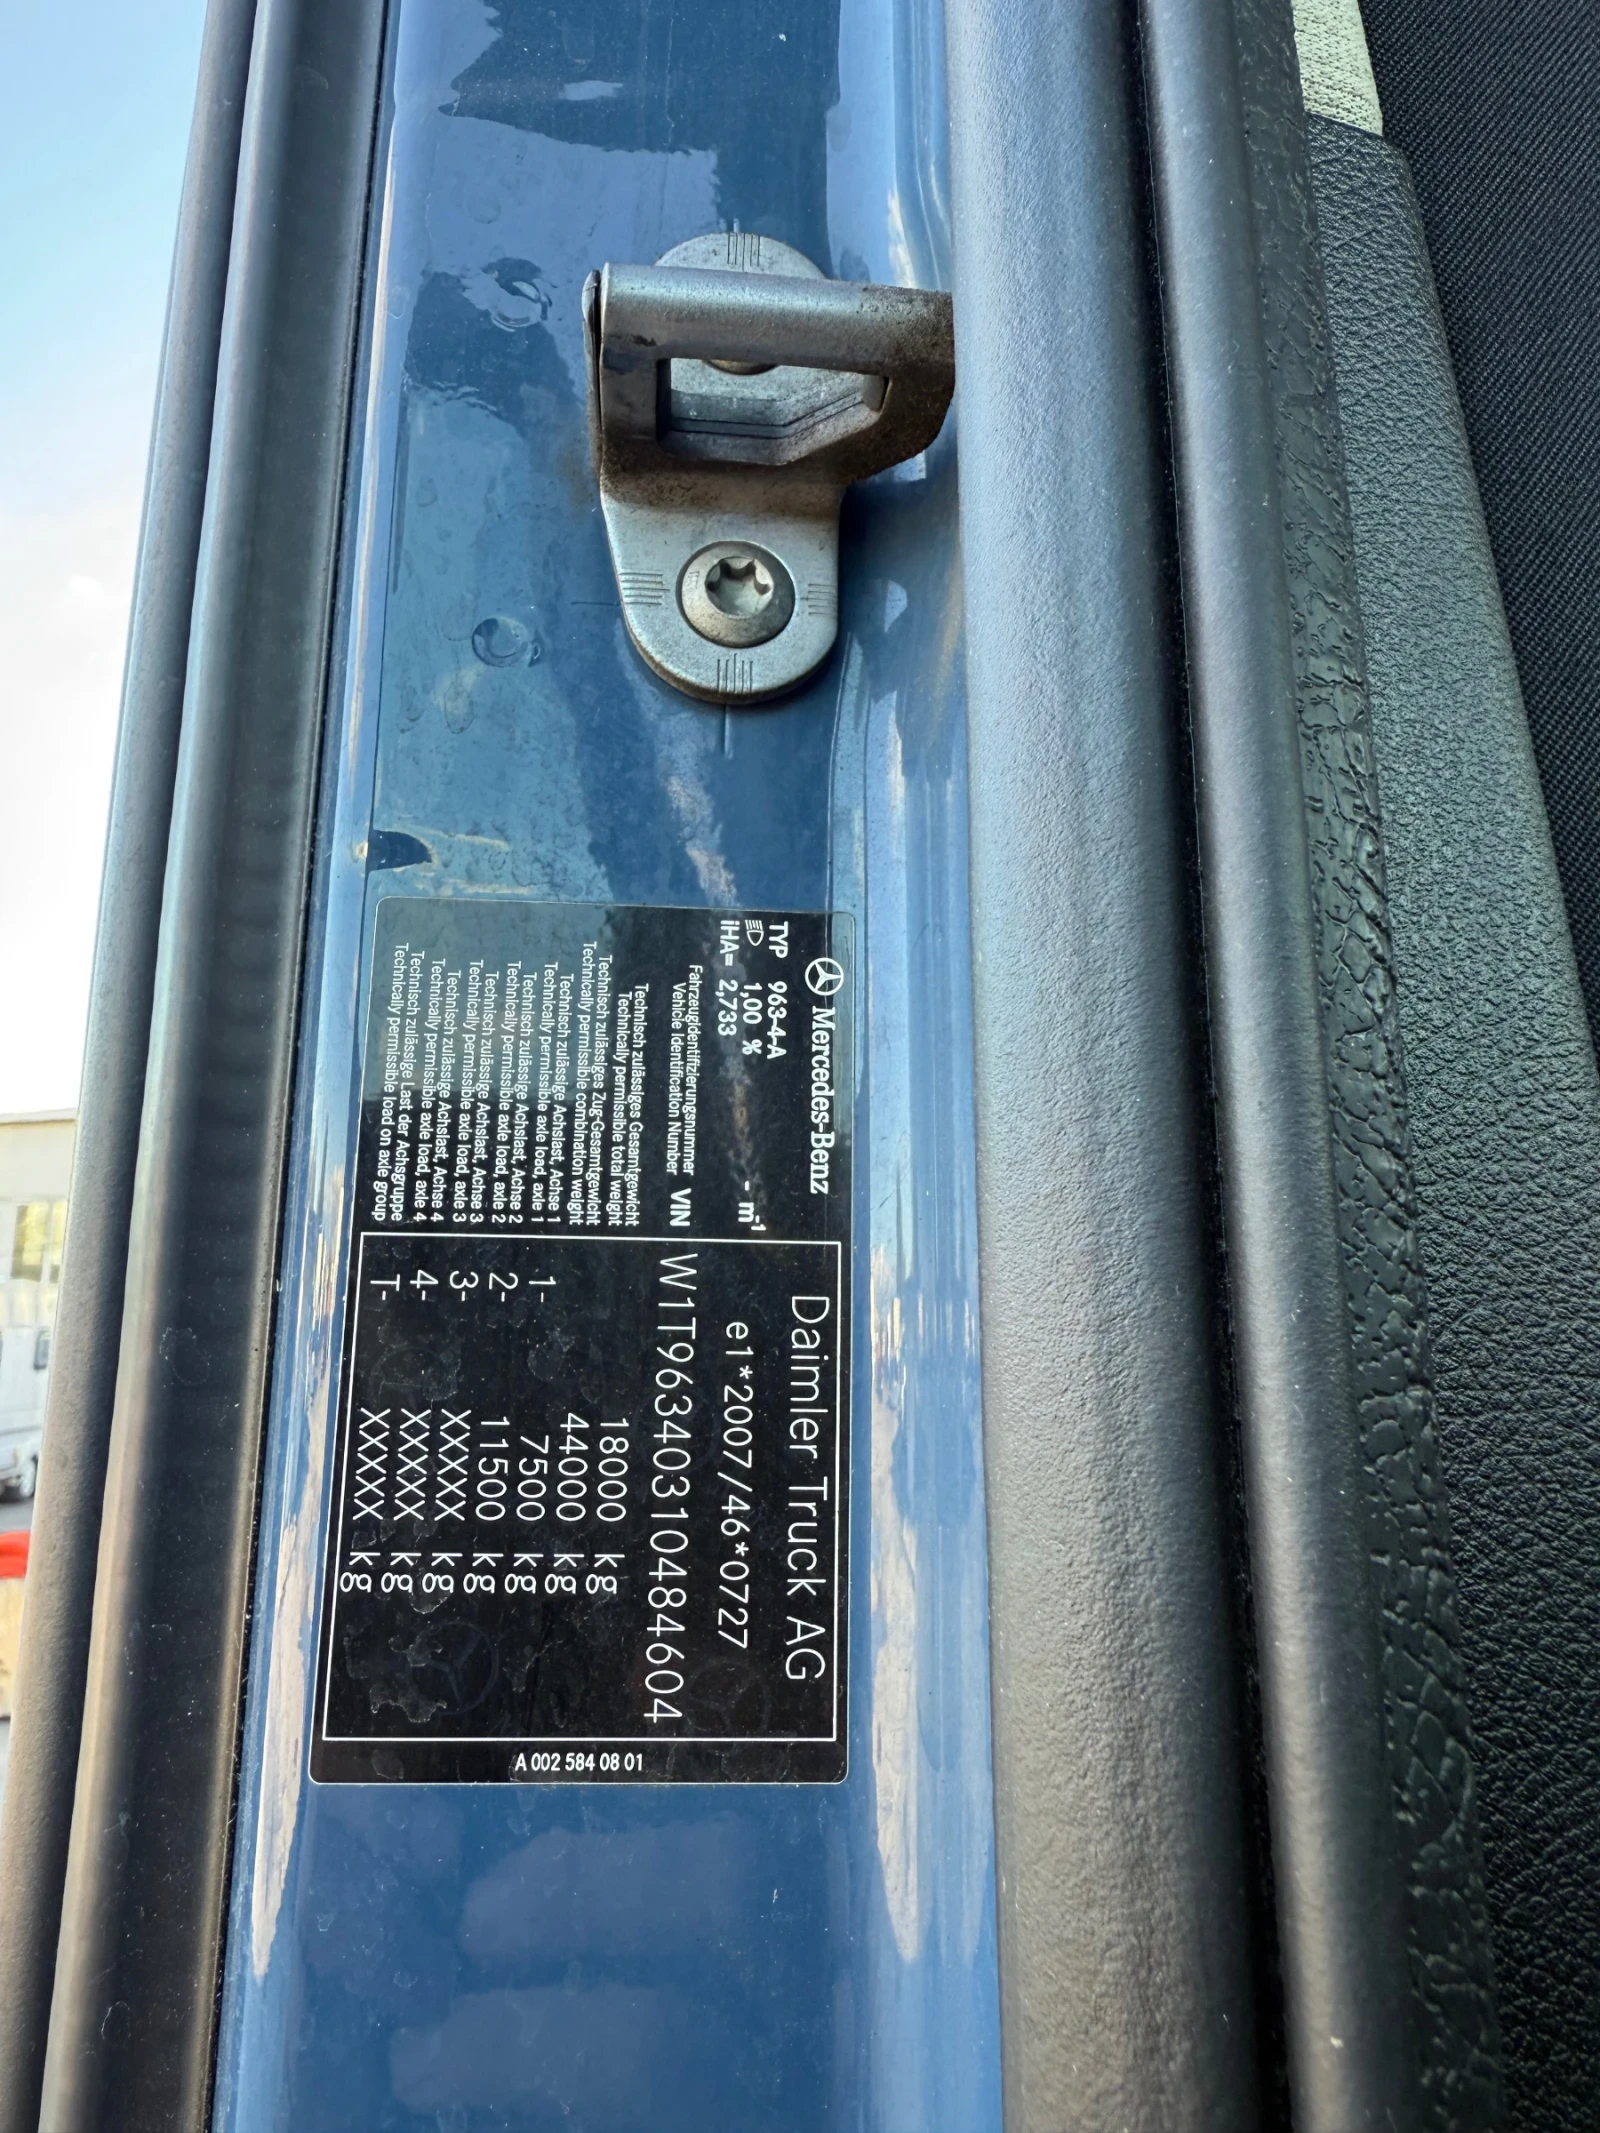 Mercedes-Benz
Daimler Truck AG
TYP 963-4-A
1,00 % - m⁻¹
iHA= 2,733
e1*2007/46*0727
Fahrzeugidentifizierungsnummer
Vehicle Identification Number VIN W1T96340310484604
Technisch zulässiges Gesamtgewicht
Technically permissible total weight 18000 kg
Technisch zulässiges Zug-Gesamtgewicht
Technically permissible combination weight 44000 kg
Technisch zulässige Achslast, Achse 1
Technically permissible axle load, axle 1 1- 7500 kg
Technisch zulässige Achslast, Achse 2
Technically permissible axle load, axle 2 2- 11500 kg
Technisch zulässige Achslast, Achse 3
Technically permissible axle load, axle 3 3- XXXXX kg
Technisch zulässige Achslast, Achse 4
Technically permissible axle load, axle 4 4- XXXXX kg
Technisch zulässige Last der Achsgruppe
Technically permissible load on axle group T- XXXXX kg
A 002 584 08 01